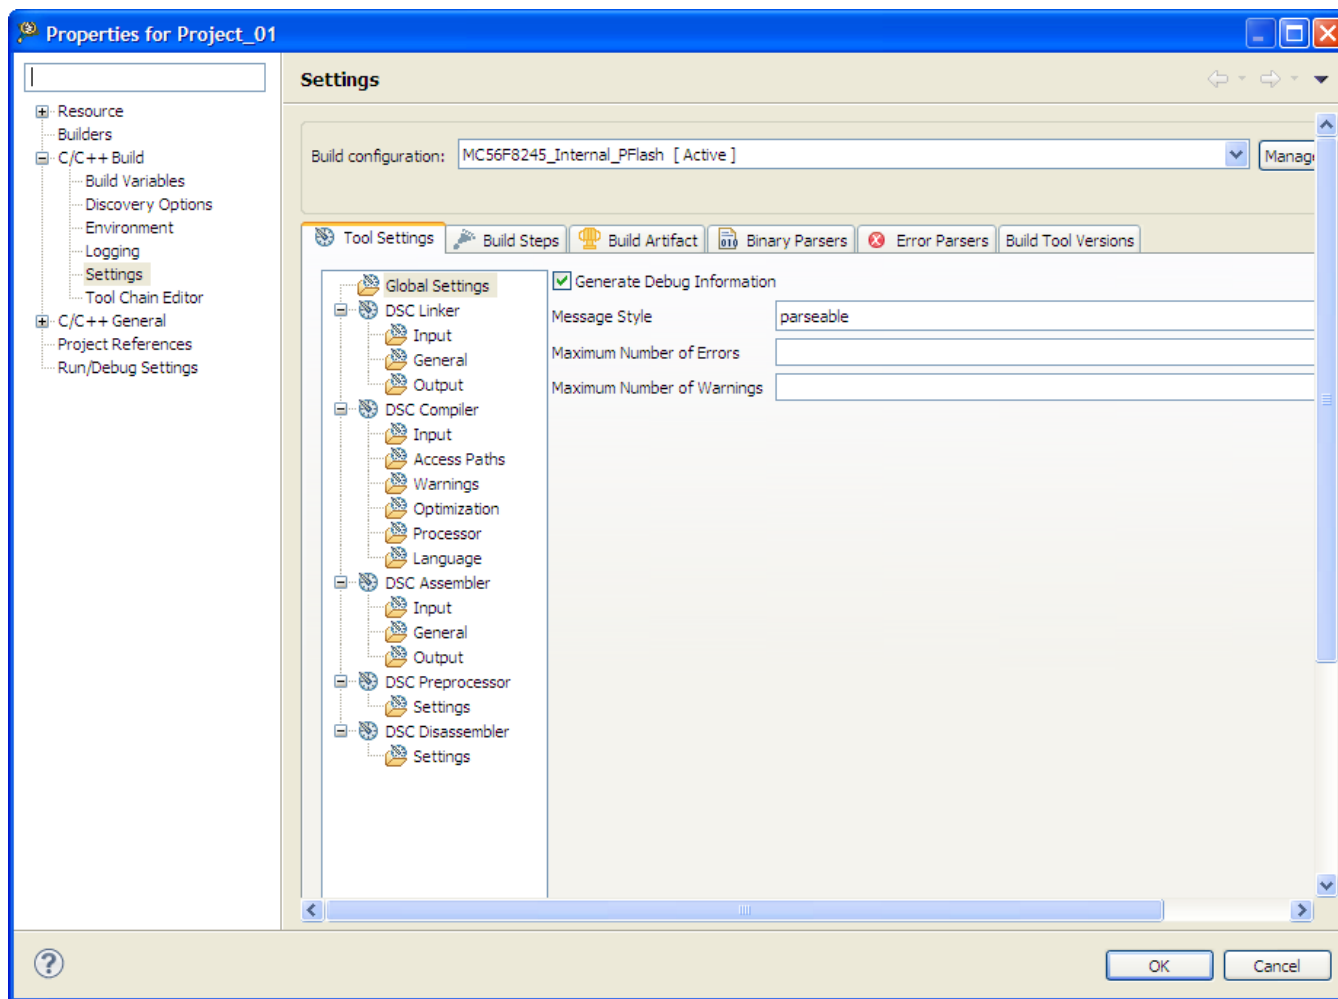 Properties for Project_01
Settings
Resource
Builders
C/C++ Build
Build Variables
Discovery Options
Environment
Logging
Settings
Tool Chain Editor
C/C++ General
Project References
Run/Debug Settings
Build configuration: MC56F8245_Internal_PFlash [ Active ] Manag
Tool Settings Build Steps Build Artifact Binary Parsers Error Parsers Build Tool Versions
Global Settings
DSC Linker
Input
General
Output
DSC Compiler
Input
Access Paths
Warnings
Optimization
Processor
Language
DSC Assembler
Input
General
Output
DSC Preprocessor
Settings
DSC Disassembler
Settings
Generate Debug Information
Message Style parseable
Maximum Number of Errors
Maximum Number of Warnings
OK Cancel